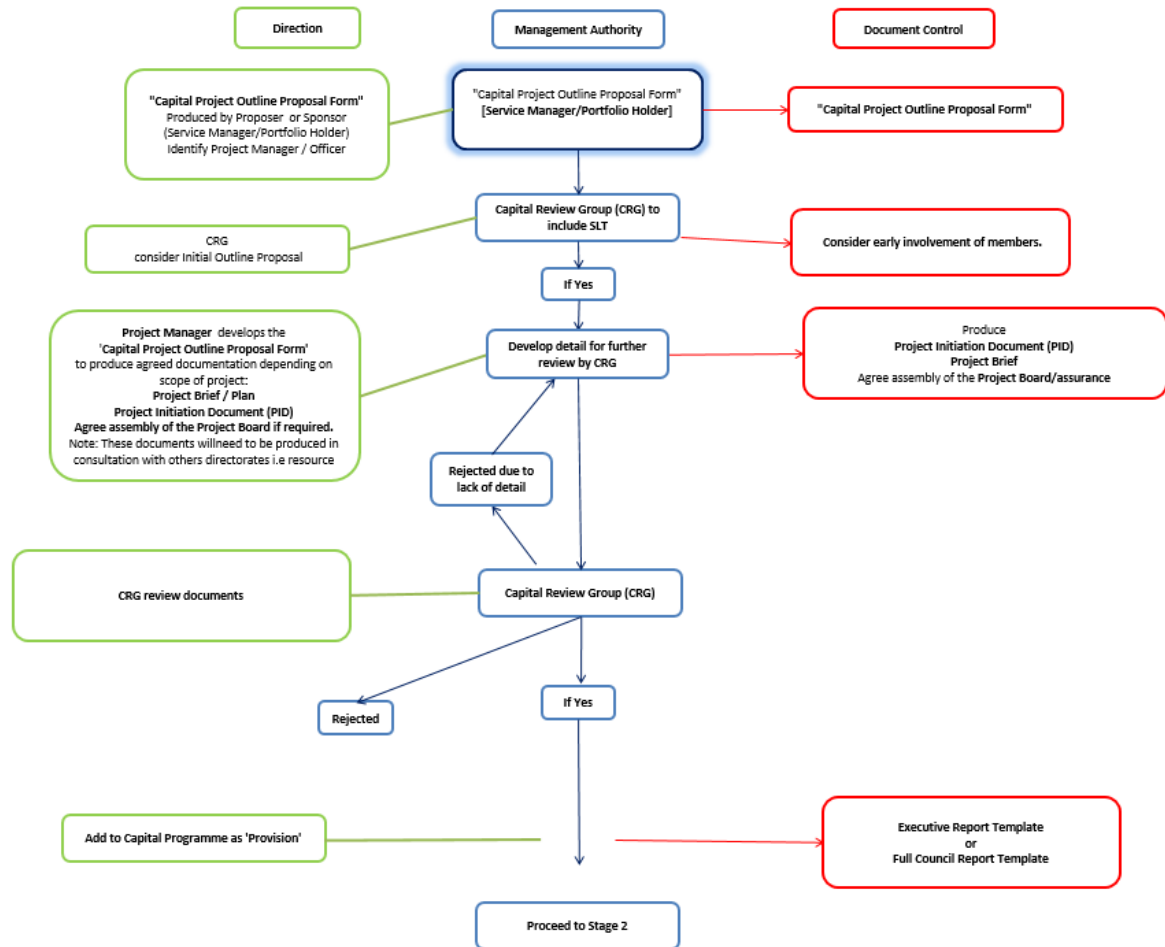 Direction
Management Authority
Document Control
"Capital Project Outline Proposal Form"
Produced by Proposer or Sponsor
(Service Manager/Portfolio Holder)
Identify Project Manager / Officer
"Capital Project Outline Proposal Form"
[Service Manager/Portfolio Holder]
"Capital Project Outline Proposal Form"
Capital Review Group (CRG) to
include SLT
CRG
consider Initial Outline Proposal
Consider early involvement of members.
If Yes
Project Manager develops the
'Capital Project Outline Proposal Form'
to produce agreed documentation depending on
scope of project:
Project Brief / Plan
Project Initiation Document (PID)
Agree assembly of the Project Board if required.
Note: These documents willneed to be produced in
consultation with others directorates i.e resource
Develop detail for further
review by CRG
Produce
Project Initiation Document (PID)
Project Brief
Agree assembly of the Project Board/assurance
Rejected due to
lack of detail
CRG review documents
Capital Review Group (CRG)
Rejected
If Yes
Add to Capital Programme as 'Provision'
Executive Report Template
or
Full Council Report Template
Proceed to Stage 2